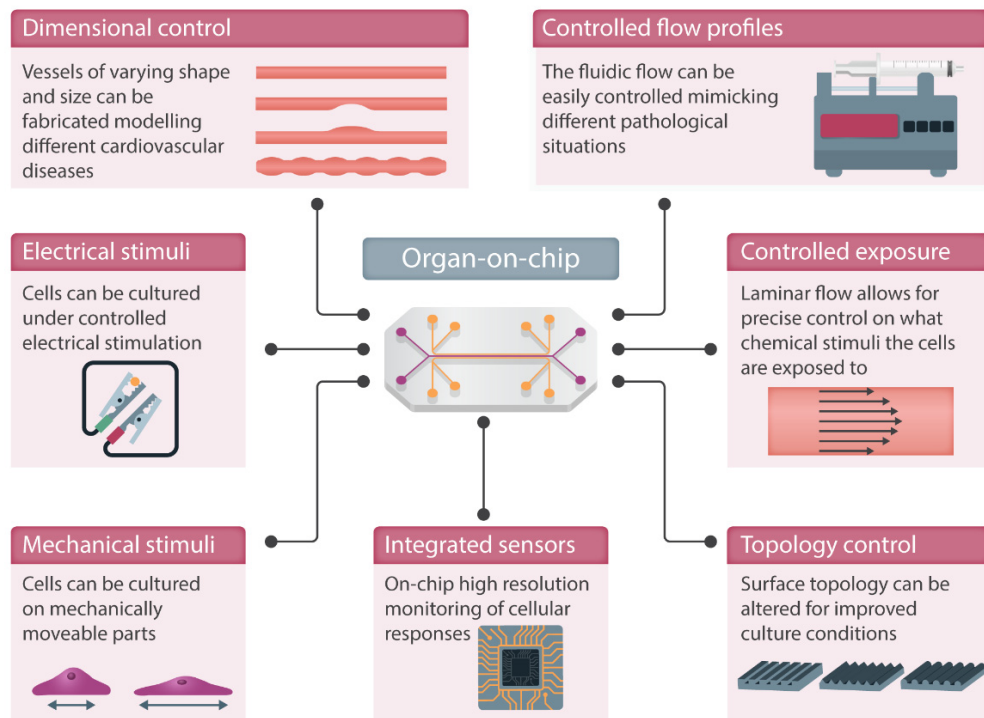 Dimensional control
Vessels of varying shape
and size can be
fabricated modelling
different cardiovascular
diseases
Controlled flow profiles
The fluidic flow can be
easily controlled mimicking
different pathological
situations
Electrical stimuli
Cells can be cultured
under controlled
electrical stimulation
Organ-on-chip
Controlled exposure
Laminar flow allows for
precise control on what
chemical stimuli the cells
are exposed to
Mechanical stimuli
Cells can be cultured
on mechanically
moveable parts
Integrated sensors
On-chip high resolution
monitoring of cellular
responses
Topology control
Surface topology can be
altered for improved
culture conditions